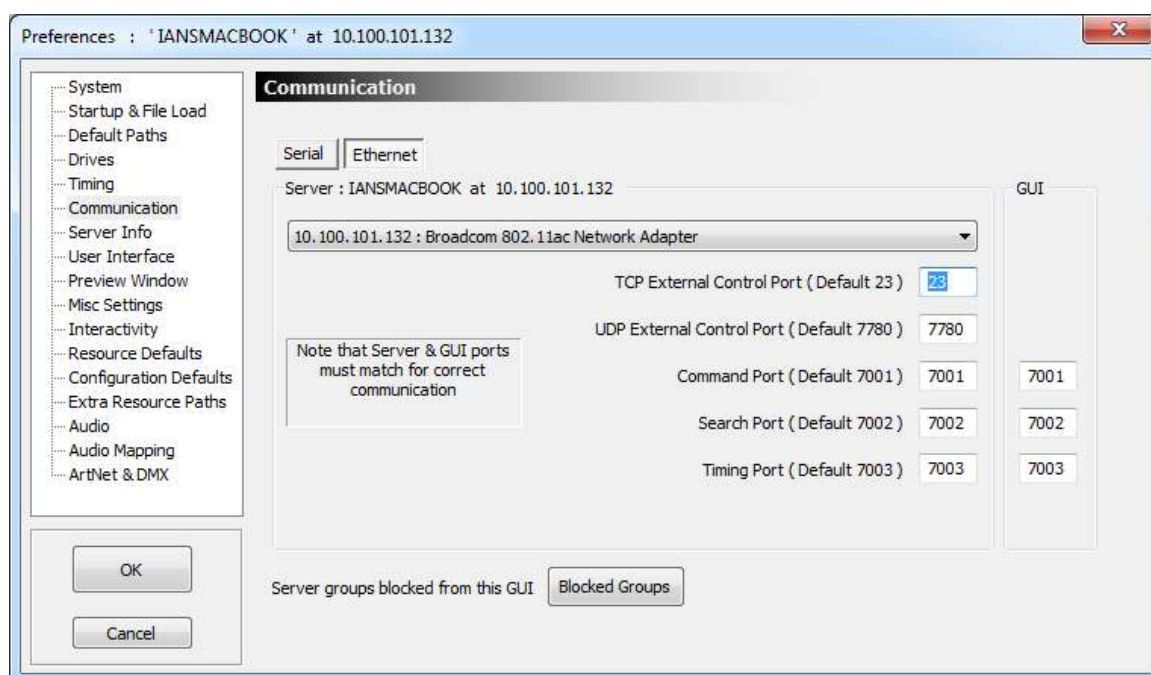 Preferences : 'IANSMACBOOK' at 10.100.101.132
System
Startup & File Load
Default Paths
Drives
Timing
Communication
Server Info
User Interface
Preview Window
Misc Settings
Interactivity
Resource Defaults
Configuration Defaults
Extra Resource Paths
Audio
Audio Mapping
ArtNet & DMX
OK
Cancel
Communication
Serial Ethernet
Server : IANSMACBOOK at 10.100.101.132 GUI
10.100.101.132 : Broadcom 802.11ac Network Adapter
TCP External Control Port ( Default 23 ) 23
UDP External Control Port ( Default 7780 ) 7780
Note that Server & GUI ports
must match for correct
communication
Command Port ( Default 7001 ) 7001 7001
Search Port ( Default 7002 ) 7002 7002
Timing Port ( Default 7003 ) 7003 7003
Server groups blocked from this GUI Blocked Groups